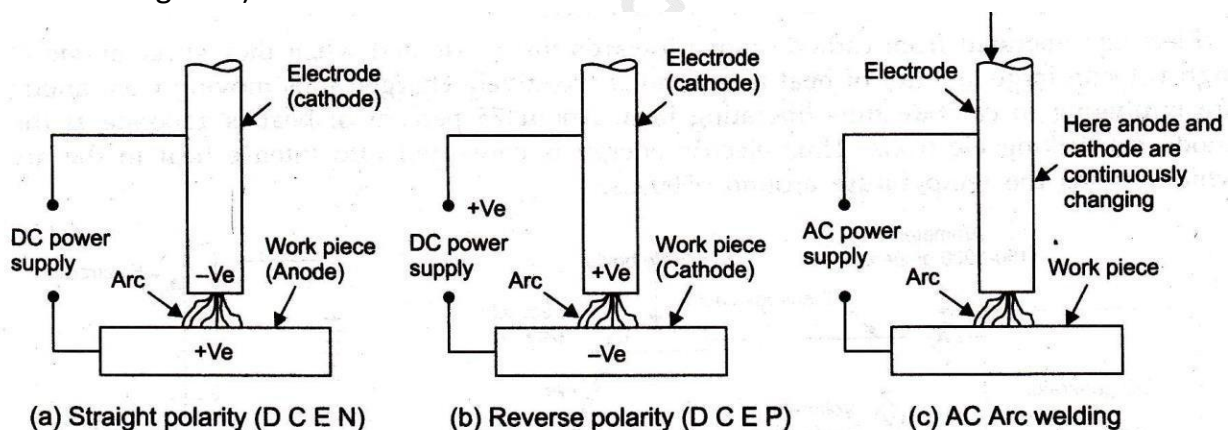 Electrode
(cathode)
DC power
supply
–Ve
Arc
Work piece
(Anode)
+Ve
(a) Straight polarity (D C E N)
Electrode
(cathode)
+Ve
DC power
supply
+Ve
Arc
Work piece
(Cathode)
–Ve
(b) Reverse polarity (D C E P)
Electrode
Here anode and
cathode are
continuously
changing
AC power
supply
Arc
Work piece
(c) AC Arc welding